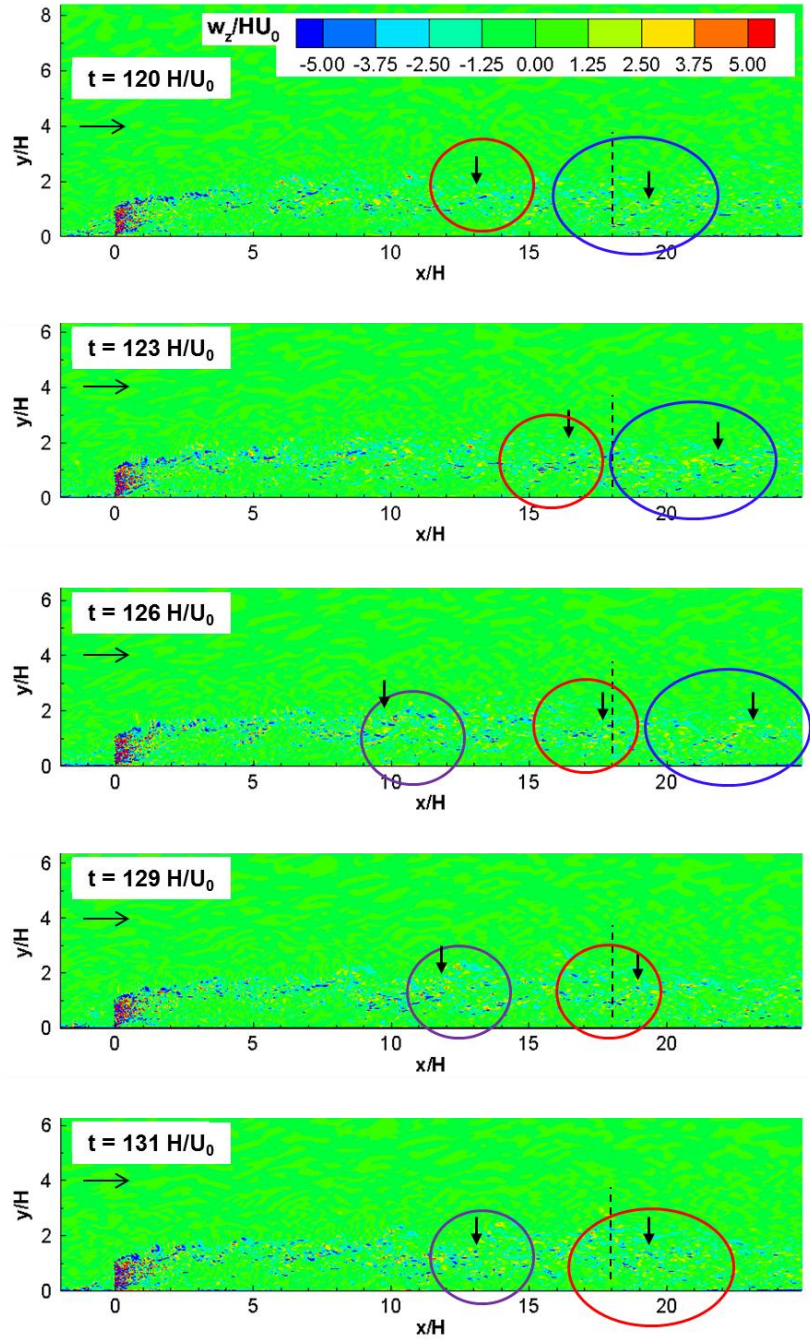 w_z/HU_0
-5.00 -3.75 -2.50 -1.25 0.00 1.25 2.50 3.75 5.00
t = 120 H/U_0
y/H
8
6
4
2
0
0 5 10 15 20
x/H
t = 123 H/U_0
y/H
6
4
2
0
0 5 10 15 20
x/H
t = 126 H/U_0
y/H
6
4
2
0
0 5 10 15 20
x/H
t = 129 H/U_0
y/H
6
4
2
0
0 5 10 15 20
x/H
t = 131 H/U_0
y/H
6
4
2
0
0 5 10 15 20
x/H